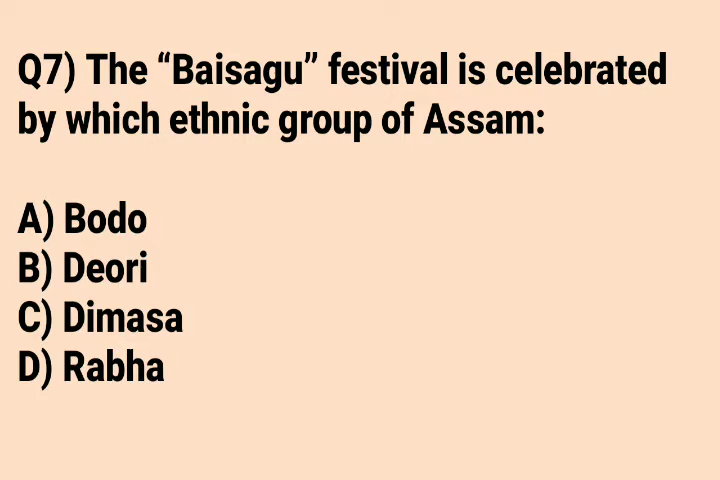 Q7) The “Baisagu” festival is celebrated
by which ethnic group of Assam:
A) Bodo
B) Deori
C) Dimasa
D) Rabha